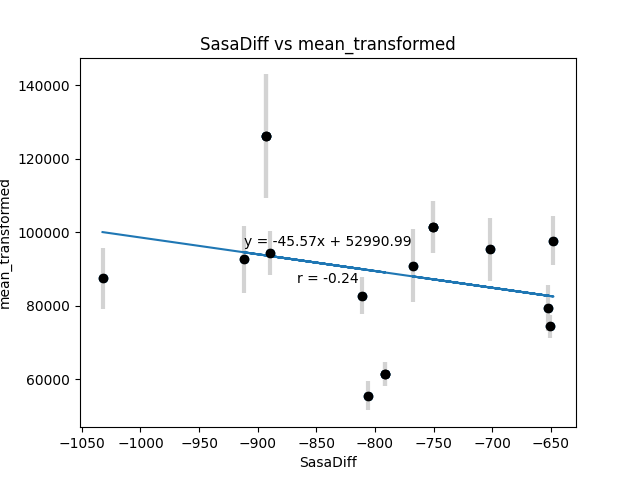 SasaDiff vs mean_transformed
mean_transformed
140000
120000
100000
80000
60000
y = -45.57x + 52990.99
r = -0.24
−1050 −1000 −950 −900 −850 −800 −750 −700 −650
SasaDiff